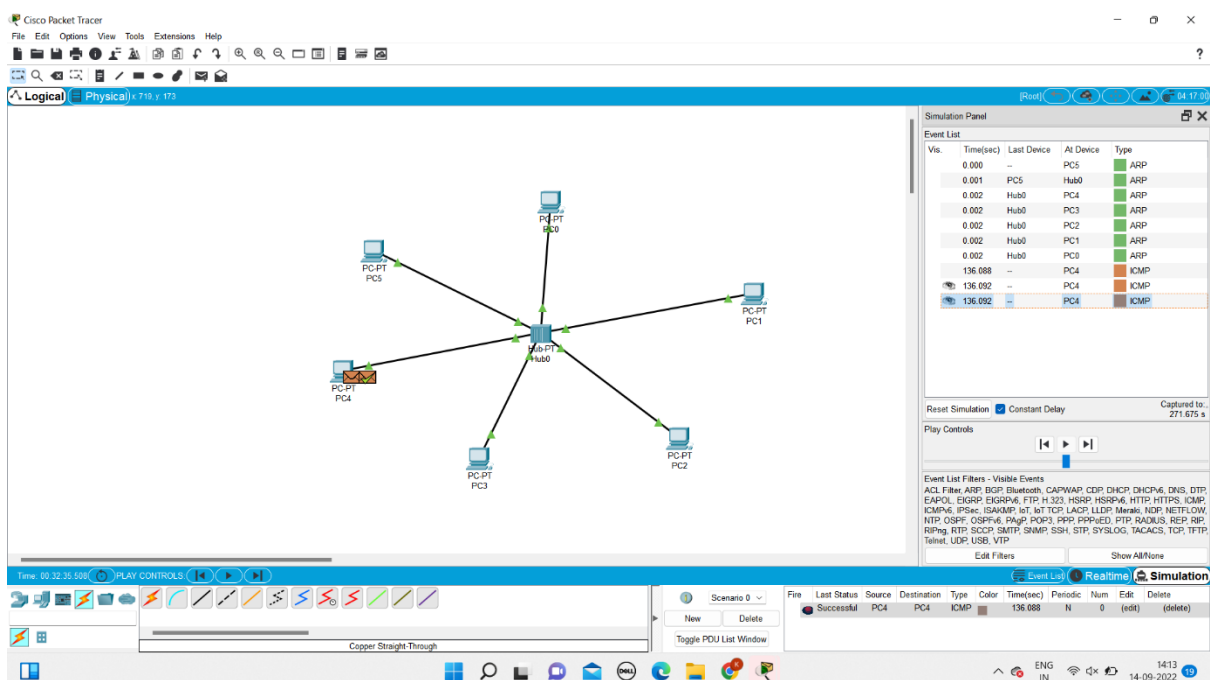 Cisco Packet Tracer
File Edit Options View Tools Extensions Help
?
Logical Physical x 719, y 173 [Root] 04:17:00
Simulation Panel
Event List
Vis. Time(sec) Last Device At Device Type
0.000 -- PC5 ARP
0.001 PC5 Hub0 ARP
0.002 Hub0 PC4 ARP
0.002 Hub0 PC3 ARP
0.002 Hub0 PC2 ARP
0.002 Hub0 PC1 ARP
0.002 Hub0 PC0 ARP
136.088 -- PC4 ICMP
136.092 -- PC4 ICMP
136.092 -- PC4 ICMP
PC-PT
PC0
PC-PT
PC5
PC-PT
PC1
Hub-PT
Hub0
PC-PT
PC4
PC-PT
PC2
PC-PT
PC3
Reset Simulation Constant Delay Captured to:
271.675 s
Play Controls
Event List Filters - Visible Events
ACL Filter, ARP, BGP, Bluetooth, CAPWAP, CDP, DHCP, DHCPv6, DNS, DTP,
EAPOL, EIGRP, EIGRPv6, FTP, H.323, HSRP, HSRPv6, HTTP, HTTPS, ICMP,
ICMPv6, IPSec, ISAKMP, IoT, IoT TCP, LACP, LLDP, Meraki, NDP, NETFLOW,
NTP, OSPF, OSPFv6, PAgP, POP3, PPP, PPPoED, PTP, RADIUS, REP, RIP,
RIPng, RTP, SCCP, SMTP, SNMP, SSH, STP, SYSLOG, TACACS, TCP, TFTP,
Telnet, UDP, USB, VTP
Edit Filters Show All/None
Time: 00:32:35.508 PLAY CONTROLS: Event List Realtime Simulation
Scenario 0
New Delete
Toggle PDU List Window
Fire Last Status Source Destination Type Color Time(sec) Periodic Num Edit Delete
Successful PC4 PC4 ICMP 136.088 N 0 (edit) (delete)
Copper Straight-Through
DELL
ENG
IN
14:13
14-09-2022
19